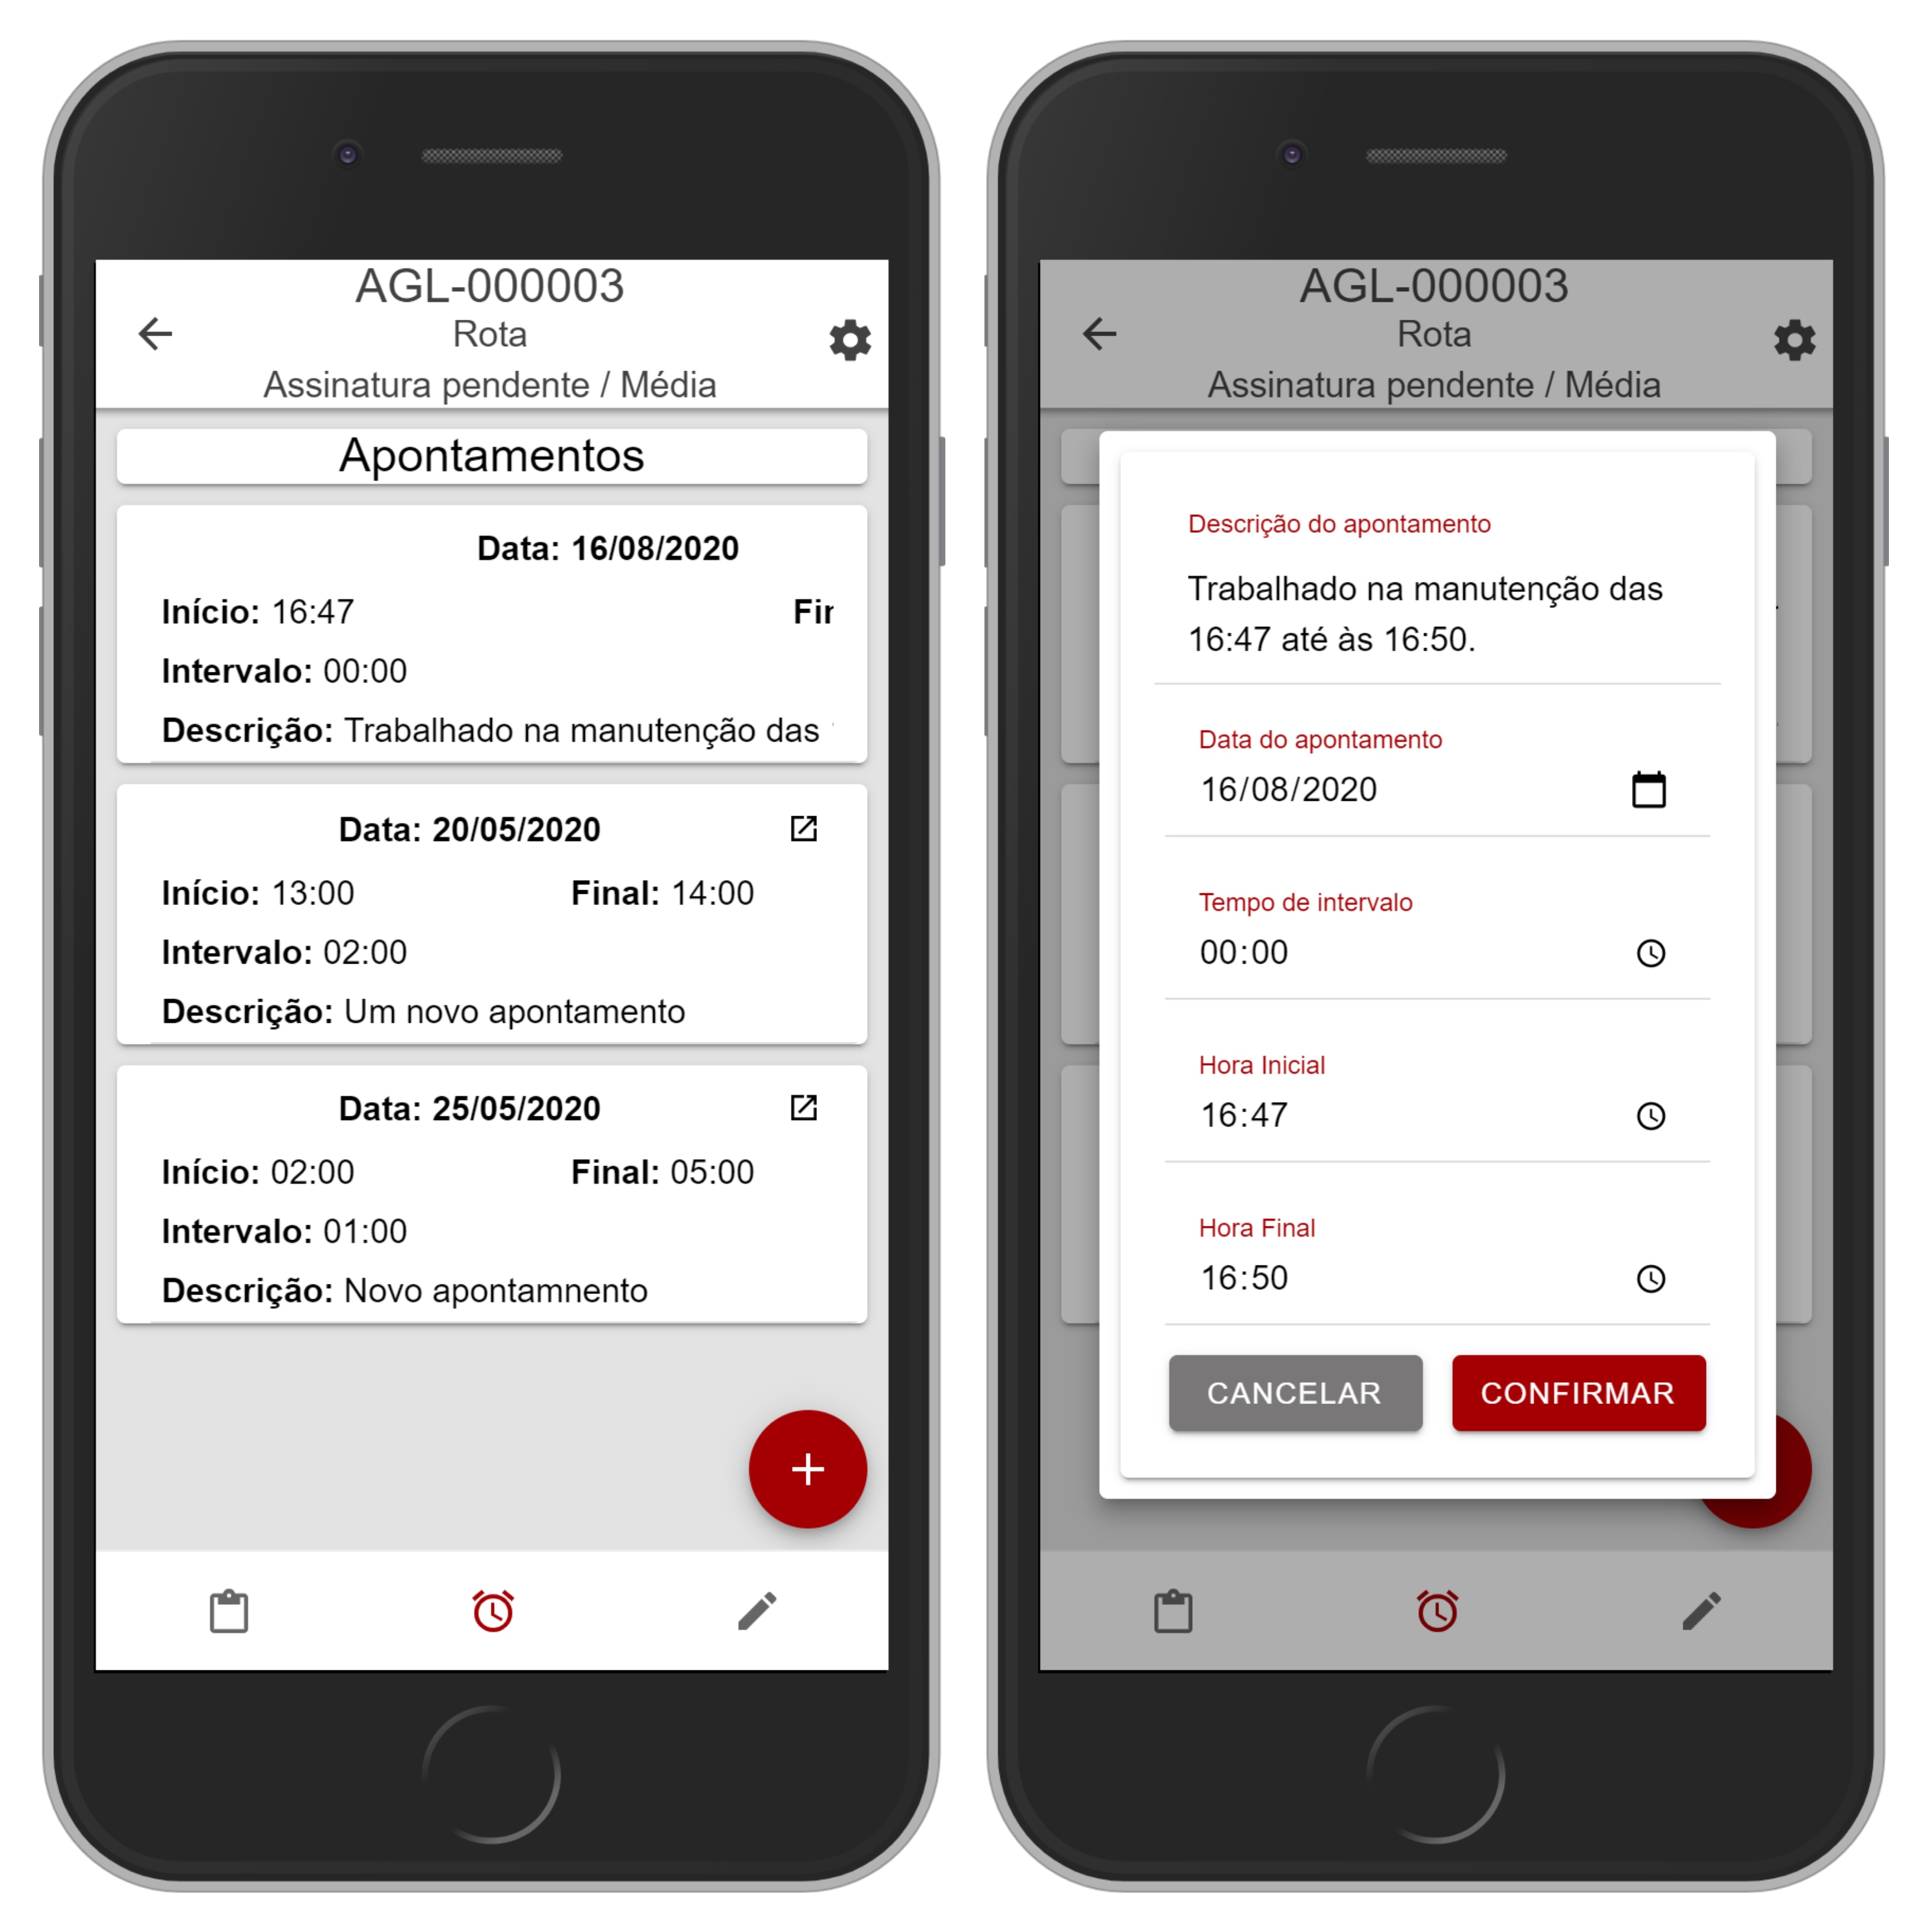 AGL-000003
Rota
Assinatura pendente / Média
Apontamentos
Data: 16/08/2020
Início: 16:47
Intervalo: 00:00
Descrição: Trabalhado na manutenção das
Data: 20/05/2020
Início: 13:00 Final: 14:00
Intervalo: 02:00
Descrição: Um novo apontamento
Data: 25/05/2020
Início: 02:00 Final: 05:00
Intervalo: 01:00
Descrição: Novo apontamnento
AGL-000003
Rota
Assinatura pendente / Média
Descrição do apontamento
Trabalhado na manutenção das
16:47 até às 16:50.
Data do apontamento
16/08/2020
Tempo de intervalo
00:00
Hora Inicial
16:47
Hora Final
16:50
CANCELAR CONFIRMAR